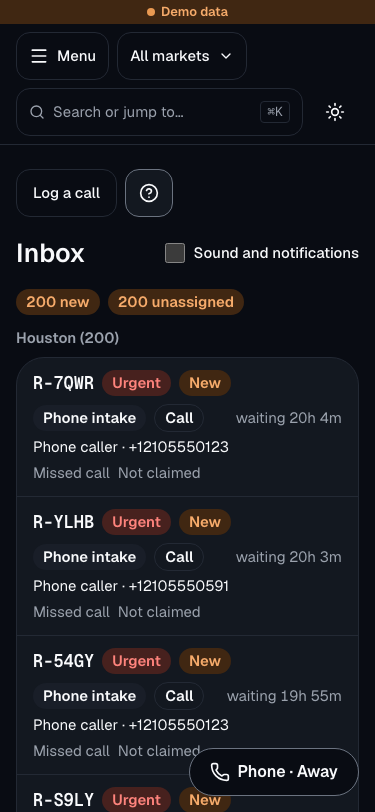 Demo data
Menu
All markets
Search or jump to… ⌘K
Log a call
Inbox
Sound and notifications
200 new 200 unassigned
Houston (200)
R-7QWR Urgent New
Phone intake Call waiting 20h 4m
Phone caller · +12105550123
Missed call Not claimed
R-YLHB Urgent New
Phone intake Call waiting 20h 3m
Phone caller · +12105550591
Missed call Not claimed
R-54GY Urgent New
Phone intake Call waiting 19h 55m
Phone caller · +12105550123
Missed call Not claimed
Phone · Away
R-S9LY Urgent New